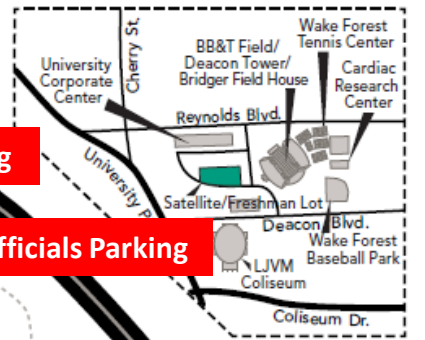 Wake Forest
Tennis Center
BB&T Field/
Deacon Tower/
Bridger Field House
Cherry St.
University
Corporate
Center
Cardiac
Research
Center
Reynolds Blvd.
g
University P
Satellite/Freshman Lot
Deacon Blvd.
fficials Parking
Wake Forest
Baseball Park
LJVM
Coliseum
Coliseum Dr.